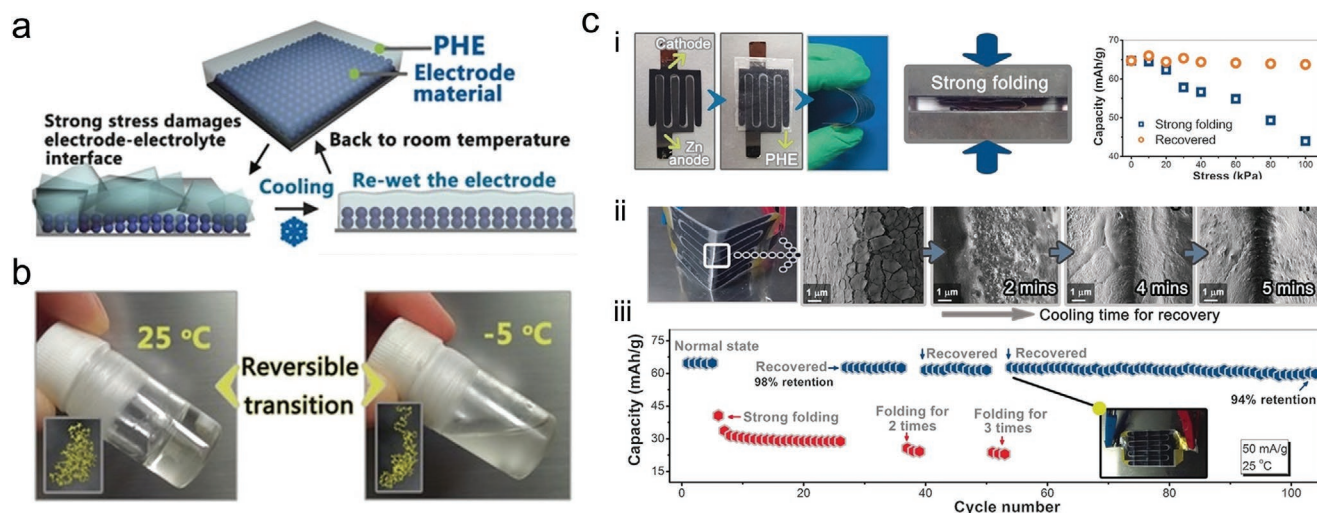 a
PHE
Electrode
material
Strong stress damages
electrode-electrolyte
interface
Back to room temperature
Cooling
Re-wet the electrode
b
25 °C
Reversible
transition
-5 °C
c
i
Cathode
Zn
anode
PHE
Strong folding
Capacity (mAh/g)
80
70
60
50
40
Strong folding
Recovered
0
20
40
60
80
100
Stress (kPa)
ii
1 μm
1 μm
2 mins
1 μm
4 mins
1 μm
5 mins
Cooling time for recovery
iii
Capacity (mAh/g)
75
60
45
30
15
Normal state
Recovered
98% retention
Recovered
Recovered
94% retention
Strong folding
Folding for
2 times
Folding for
3 times
50 mA/g
25 °C
0
20
40
60
80
100
Cycle number